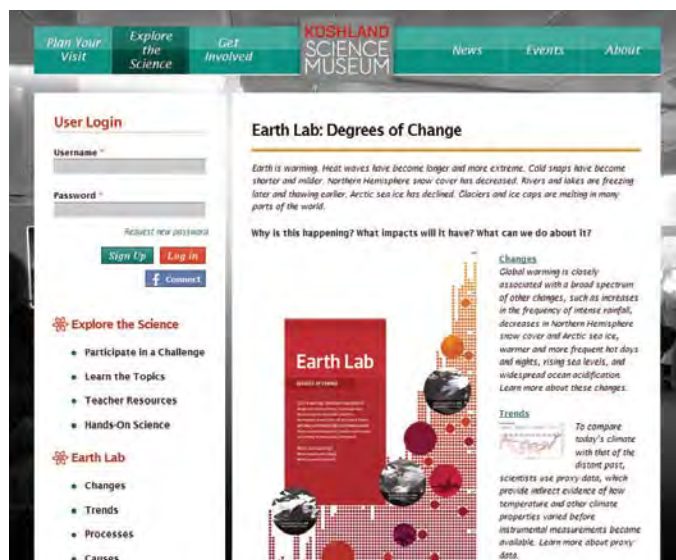 Plan Your
Visit
Explore
the
Science
Get
Involved
KOSHLAND
SCIENCE
MUSEUM
News
Events
About
User Login
Username *
Password *
Request new password
Sign Up
Log in
f Connect
Explore the Science
Participate in a Challenge
Learn the Topics
Teacher Resources
Hands-On Science
Earth Lab
Changes
Trends
Processes
Causes
Earth Lab: Degrees of Change
Earth is warming. Heat waves have become longer and more extreme. Cold snaps have become
shorter and milder. Northern Hemisphere snow cover has decreased. Rivers and lakes are freezing
later and thawing earlier. Arctic sea ice has declined. Glaciers and ice caps are melting in many
parts of the world.
Why is this happening? What impacts will it have? What can we do about it?
Earth Lab
DEGREES OF CHANGE
Changes
Global warming is closely
associated with a broad spectrum
of other changes, such as increases
in the frequency of intense rainfall,
decreases in Northern Hemisphere
snow cover and Arctic sea ice,
warmer and more frequent hot days
and nights, rising sea levels, and
widespread ocean acidification.
Learn more about these changes.
Trends
To compare
today's climate
with that of the
distant past,
scientists use proxy data, which
provide indirect evidence of how
temperature and other climate
properties varied before
instrumental measurements became
available. Learn more about proxy
data.